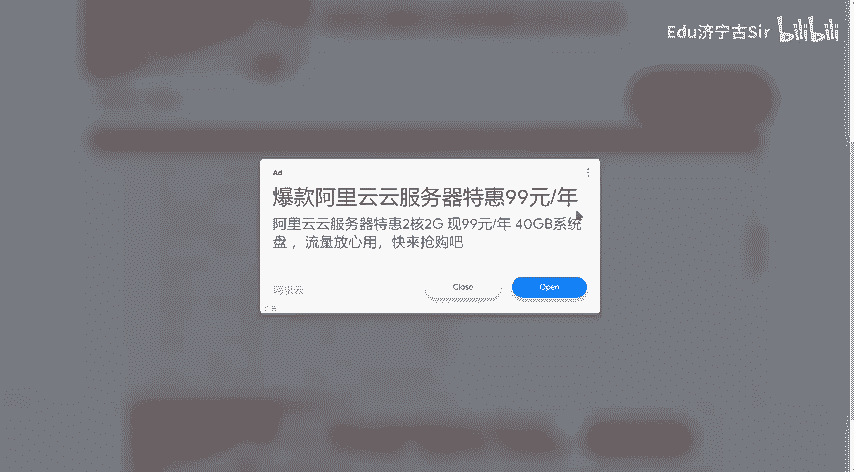 Edu济宁古Sir bilibili
Ad
爆款阿里云云服务器特惠99元/年
阿里云云服务器特惠2核2G 现99元/年 40GB系统
盘 ，流量放心用，快来抢购吧
阿里云
Close
Open